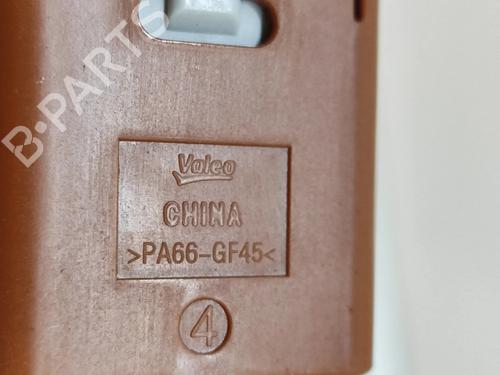 B-PARTS
Valeo
CHINA
>PA66-GF45<
4